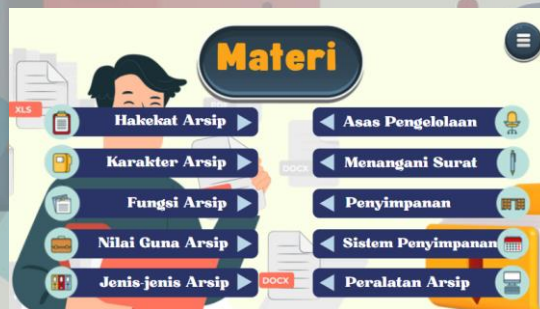 Materi
XLS
Hakekat Arsip
Karakter Arsip
Fungsi Arsip
Nilai Guna Arsip
Jenis-jenis Arsip
Asas Pengelolaan
Menangani Surat
DOCX
Penyimpanan
Sistem Penyimpanan
DOCX
Peralatan Arsip